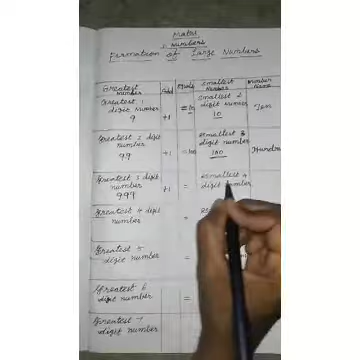 Maths
1. Numbers
Formation of Large Numbers
Greatest number
Add
Equals
Smallest Number
Number Name
Greatest 1 digit number
9
+1
=10
Smallest 2 digit number
10
Ten
Greatest 2 digit number
99
+1
=100
Smallest 3 digit number
100
Greatest 3 digit number
999
+1
=
Smallest 4 digit number
Greatest 4 digit number
=
Greatest 5 digit number
=
Greatest 6 digit number
=
Greatest 7 digit number